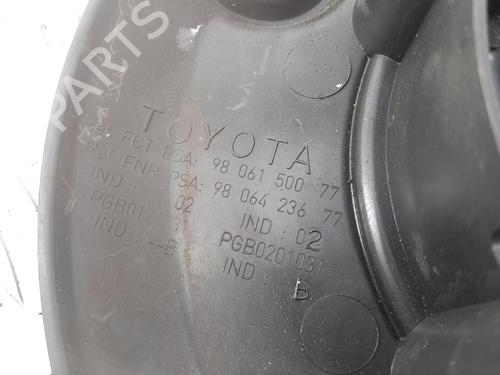 PARTS
TOYOTA
FCT PSA: 98 061 500 77
REF FNR PSA: 98 064 236 77
IND 02 IND : 02
PGB0201031
IND : --B IND : B